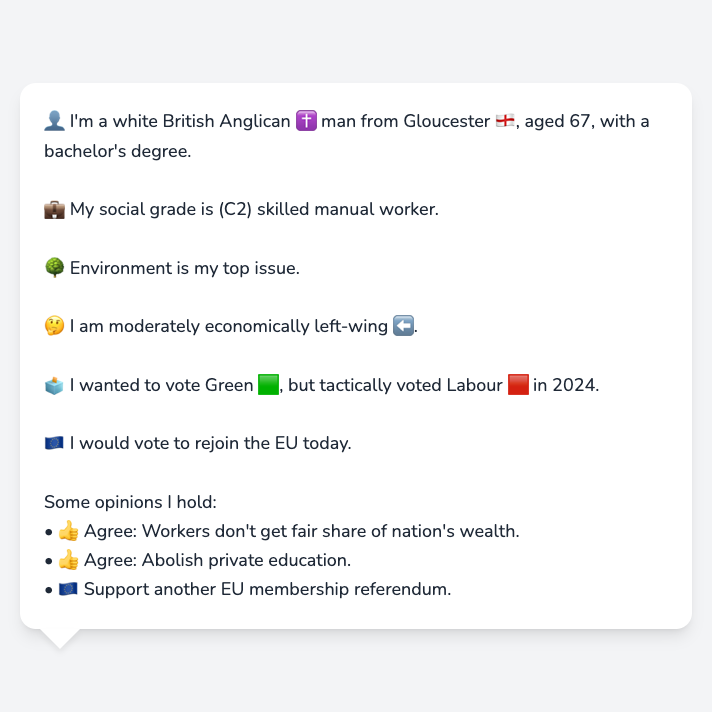 👤 I'm a white British Anglican ✝️ man from Gloucester 🏴󠁧󠁢󠁥󠁮󠁧󠁿, aged 67, with a
bachelor's degree.
💼 My social grade is (C2) skilled manual worker.
🌳 Environment is my top issue.
🤔 I am moderately economically left-wing ⬅️.
🗳️ I wanted to vote Green 🟩, but tactically voted Labour 🟥 in 2024.
🇪🇺 I would vote to rejoin the EU today.
Some opinions I hold:
• 👍 Agree: Workers don't get fair share of nation's wealth.
• 👍 Agree: Abolish private education.
• 🇪🇺 Support another EU membership referendum.